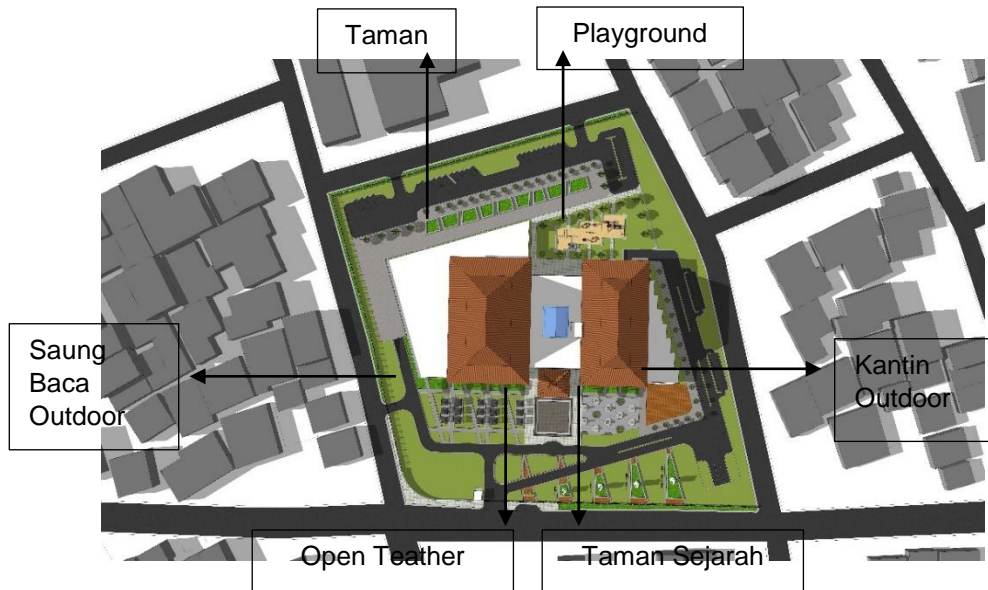 Taman
Playground
Saung
Baca
Outdoor
Kantin
Outdoor
Open Teather
Taman Sejarah